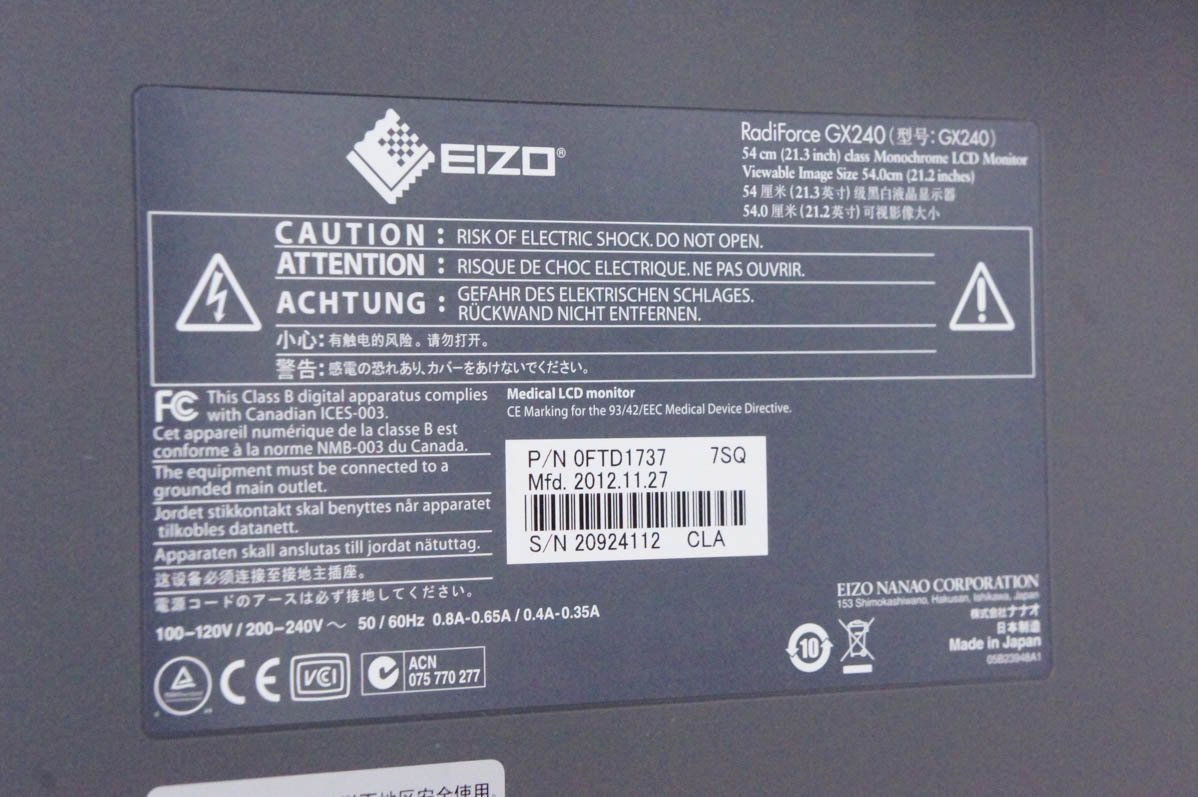 EIZO®
RadiForce GX240 (型号: GX240)
54 cm (21.3 inch) class Monochrome LCD Monitor
Viewable Image Size 54.0cm (21.2 inches)
54 厘米 (21.3英寸) 级黑白液晶显示器
54.0 厘米 (21.2英寸) 可视影像大小
CAUTION : RISK OF ELECTRIC SHOCK. DO NOT OPEN.
ATTENTION : RISQUE DE CHOC ELECTRIQUE. NE PAS OUVRIR.
ACHTUNG : GEFAHR DES ELEKTRISCHEN SCHLAGES.
RÜCKWAND NICHT ENTFERNEN.
小心: 有触电的风险。请勿打开。
警告: 感電の恐れあり、カバーをあけないでください。
FC This Class B digital apparatus complies
with Canadian ICES-003.
Cet appareil numérique de la classe B est
conforme à la norme NMB-003 du Canada.
The equipment must be connected to a
grounded main outlet.
Jordet stikkontakt skal benyttes når apparatet
tilkobles datanett.
Apparaten skall anslutas till jordat nätuttag.
这设备必须连接至接地主插座。
電源コードのアースは必ず接地してください。
100–120V / 200–240V ～ 50 / 60Hz 0.8A-0.65A / 0.4A-0.35A
Medical LCD monitor
CE Marking for the 93/42/EEC Medical Device Directive.
P/N 0FTD1737 7SQ
Mfd. 2012.11.27
S/N 20924112 CLA
CE
VCI
ACN
075 770 277
10
EIZO NANAO CORPORATION
153 Shimokashiwano, Hakusan, Ishikawa, Japan
株式会社ナナオ
日本制造
Made in Japan
05B23948A1
地区安全使用。